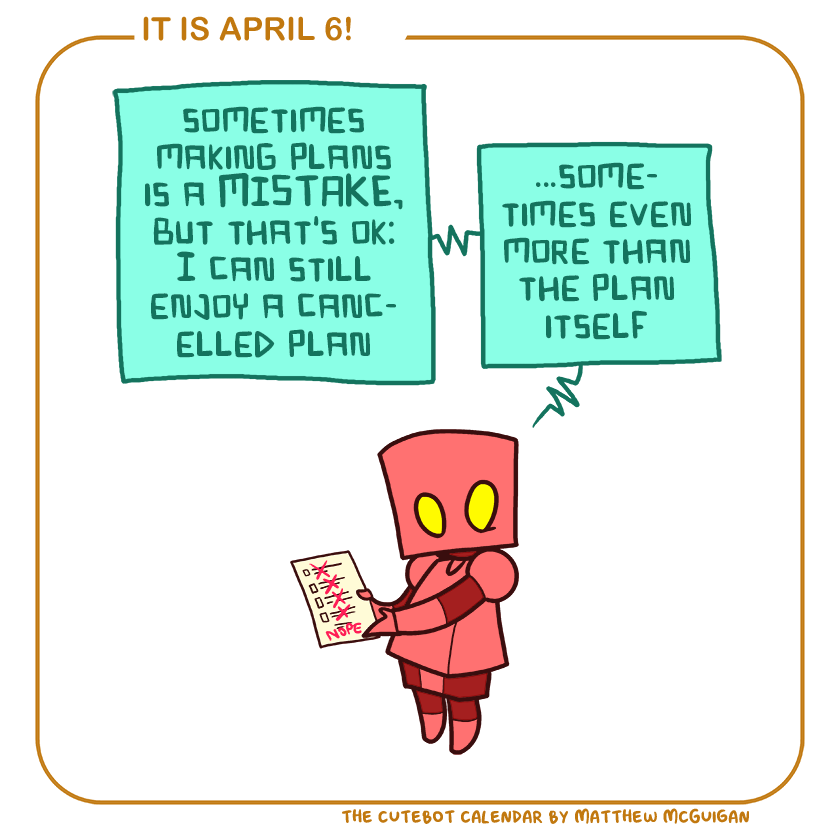 IT IS APRIL 6!
SOMETIMES
MAKING PLANS
IS A MISTAKE,
BUT THAT'S OK:
I CAN STILL
ENJOY A CANC-
ELLED PLAN
...SOME-
TIMES EVEN
MORE THAN
THE PLAN
ITSELF
NOPE
THE CUTEBOT CALENDAR BY MATTHEW MCGUIGAN